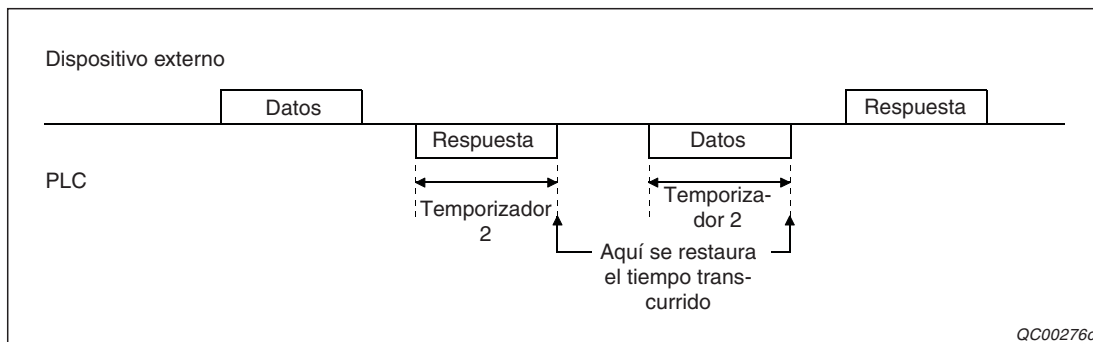 Dispositivo externo
Datos
Respuesta
Respuesta
Datos
PLC
Temporizador
2
Temporiza-
dor 2
Aquí se restaura
el tiempo trans-
currido
QC00276c